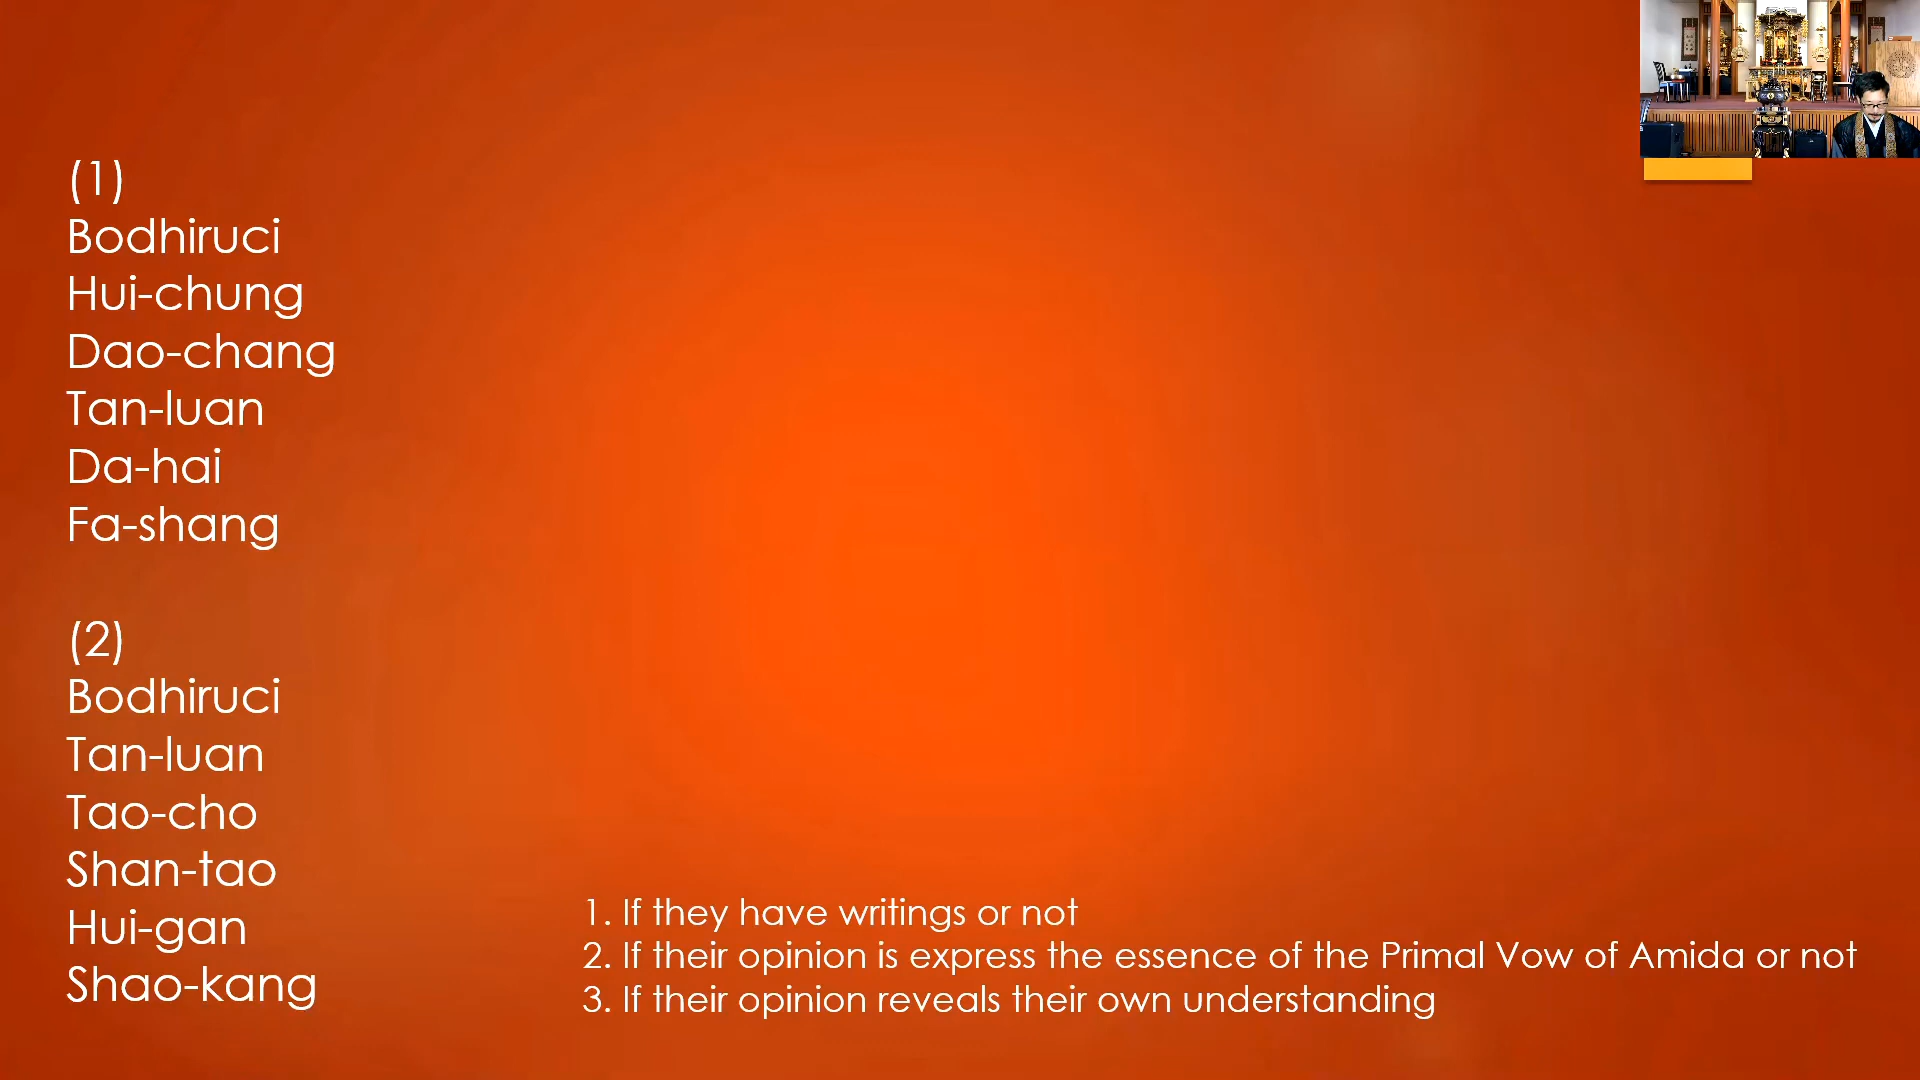 (1)
Bodhiruci
Hui-chung
Dao-chang
Tan-luan
Da-hai
Fa-shang
(2)
Bodhiruci
Tan-luan
Tao-cho
Shan-tao
Hui-gan
Shao-kang
1. If they have writings or not
2. If their opinion is express the essence of the Primal Vow of Amida or not
3. If their opinion reveals their own understanding